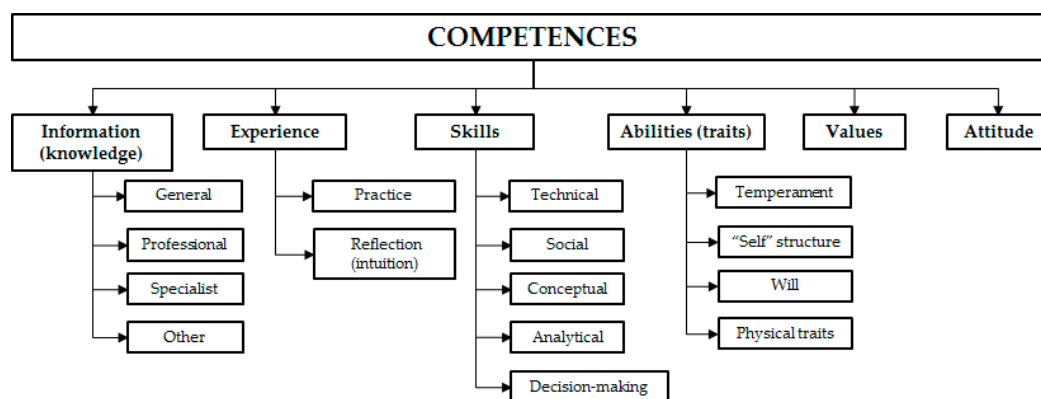 COMPETENCES
Information
(knowledge)
General
Professional
Specialist
Other
Experience
Practice
Reflection
(intuition)
Skills
Technical
Social
Conceptual
Analytical
Decision-making
Abilities (traits)
Temperament
“Self” structure
Will
Physical traits
Values
Attitude